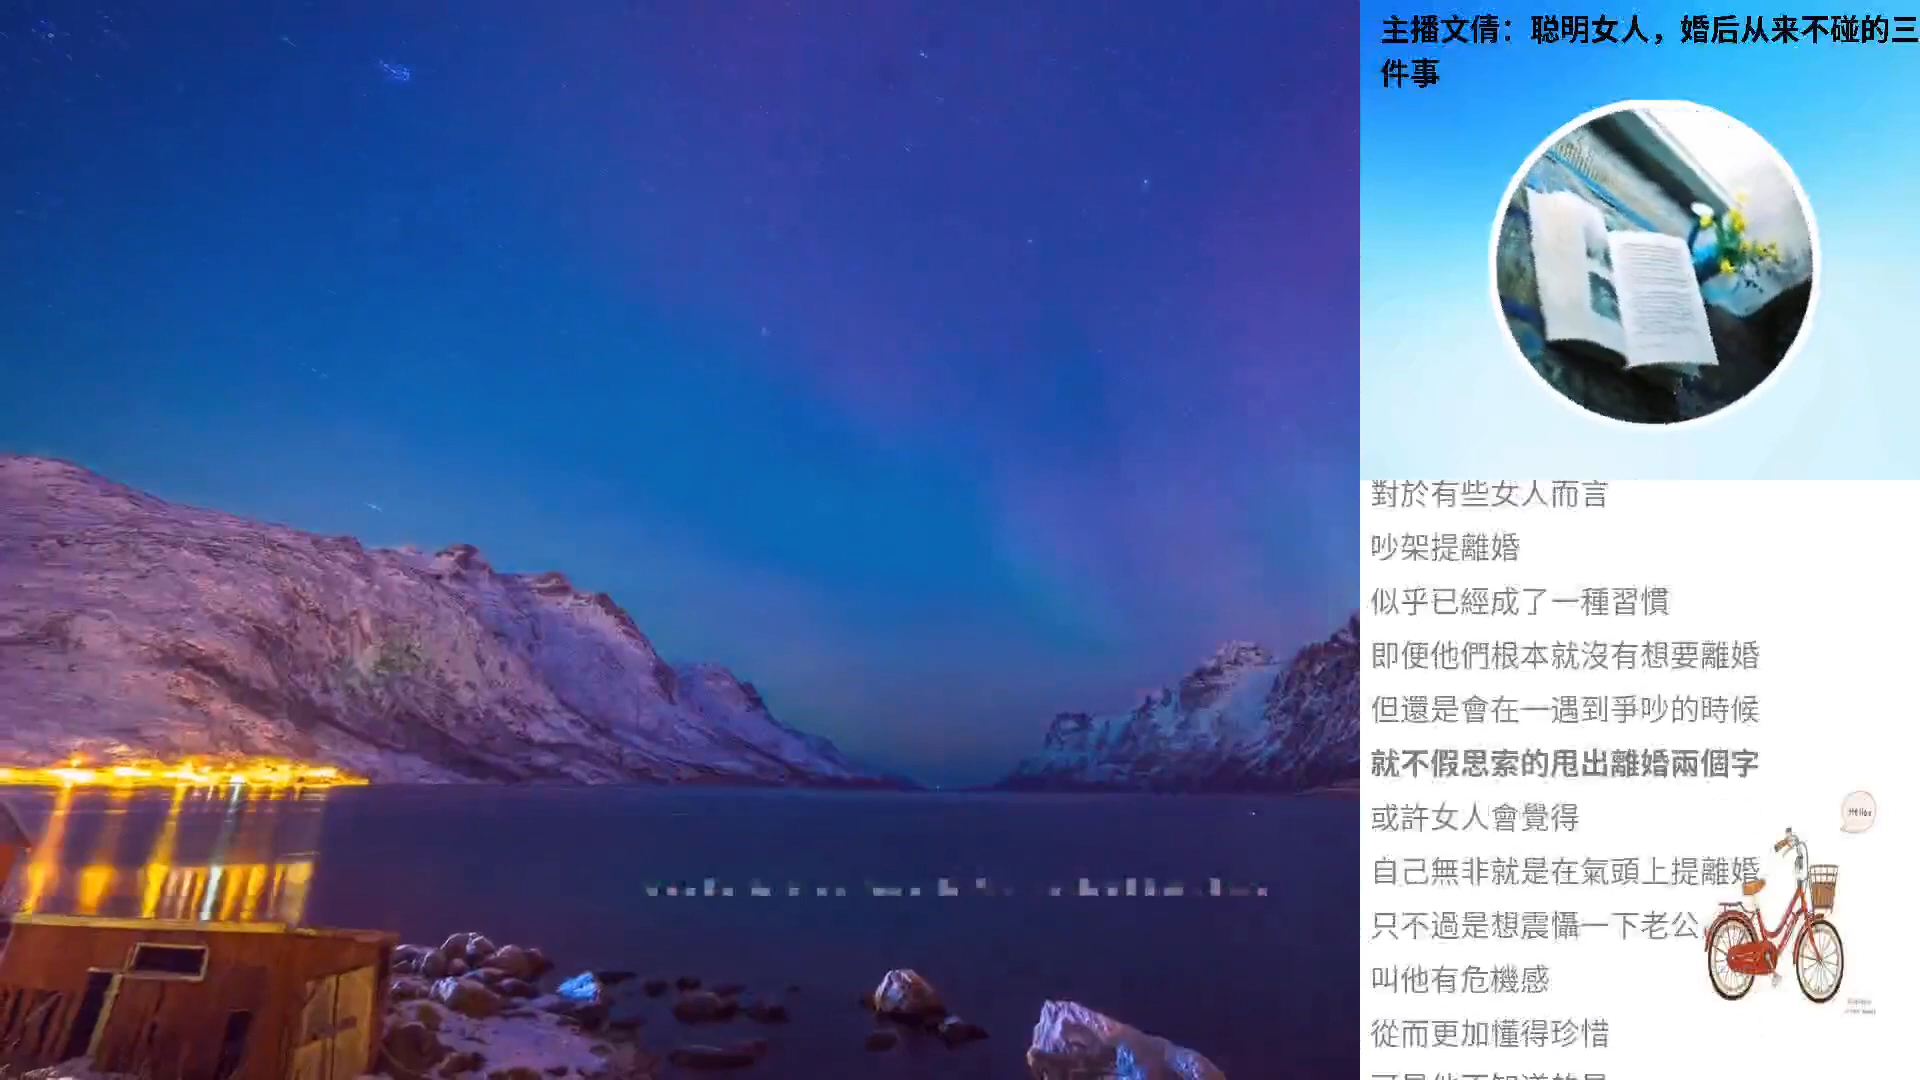 主播文倩：聪明女人，婚后从来不碰的三
件事
對於有些女人而言
吵架提離婚
似乎已經成了一種習慣
即便他們根本就沒有想要離婚
但還是會在一遇到爭吵的時候
就不假思索的甩出離婚兩個字
或許女人會覺得
自己無非就是在氣頭上提離婚
只不過是想震懾一下老公
叫他有危機感
從而更加懂得珍惜